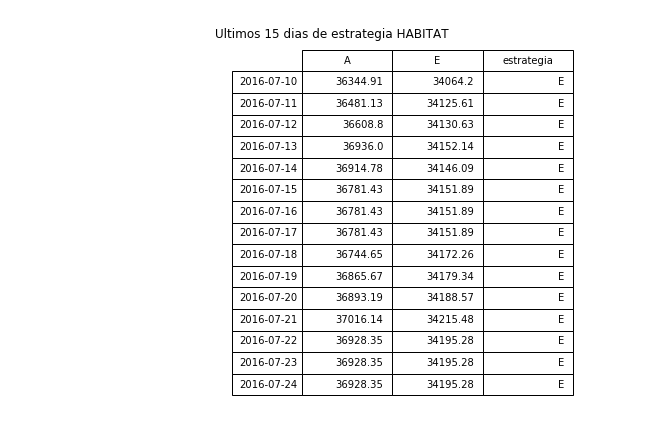 Ultimos 15 dias de estrategia HABITAT
A E estrategia
2016-07-10 36344.91 34064.2 E
2016-07-11 36481.13 34125.61 E
2016-07-12 36608.8 34130.63 E
2016-07-13 36936.0 34152.14 E
2016-07-14 36914.78 34146.09 E
2016-07-15 36781.43 34151.89 E
2016-07-16 36781.43 34151.89 E
2016-07-17 36781.43 34151.89 E
2016-07-18 36744.65 34172.26 E
2016-07-19 36865.67 34179.34 E
2016-07-20 36893.19 34188.57 E
2016-07-21 37016.14 34215.48 E
2016-07-22 36928.35 34195.28 E
2016-07-23 36928.35 34195.28 E
2016-07-24 36928.35 34195.28 E